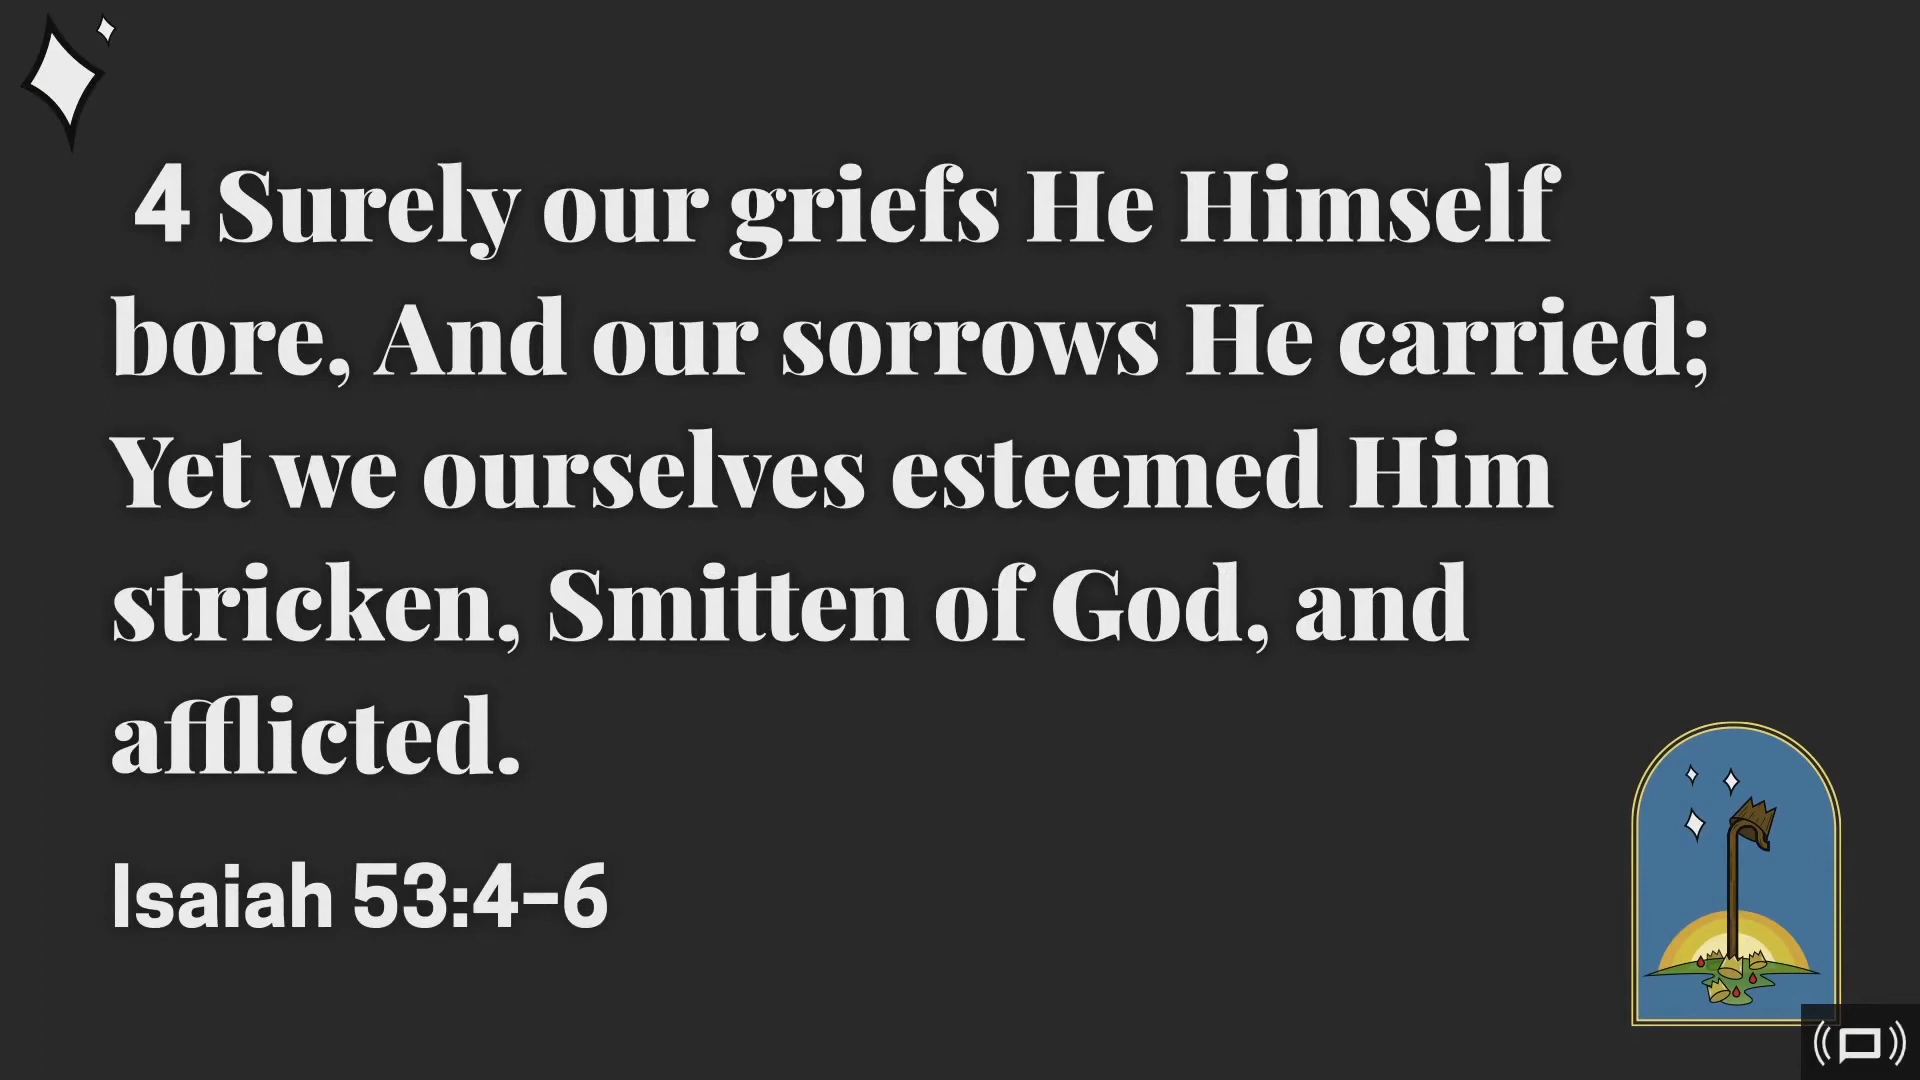 4 Surely our griefs He Himself
bore, And our sorrows He carried;
Yet we ourselves esteemed Him
stricken, Smitten of God, and
afflicted.
Isaiah 53:4-6